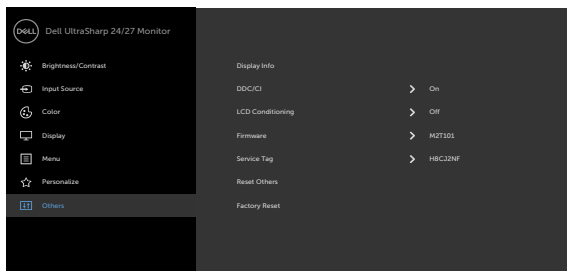 DELL Dell UltraSharp 24/27 Monitor
Brightness/Contrast
Input Source
Color
Display
Menu
Personalize
Others
Display Info
DDC/CI On
LCD Conditioning Off
Firmware M2T101
Service Tag H8CJ2NF
Reset Others
Factory Reset